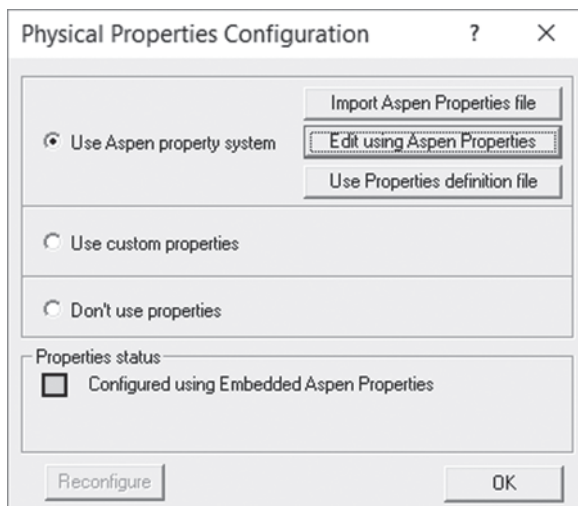 Physical Properties Configuration ? ×
Import Aspen Properties file
Use Aspen property system
Edit using Aspen Properties
Use Properties definition file
Use custom properties
Don't use properties
Properties status
Configured using Embedded Aspen Properties
Reconfigure
OK